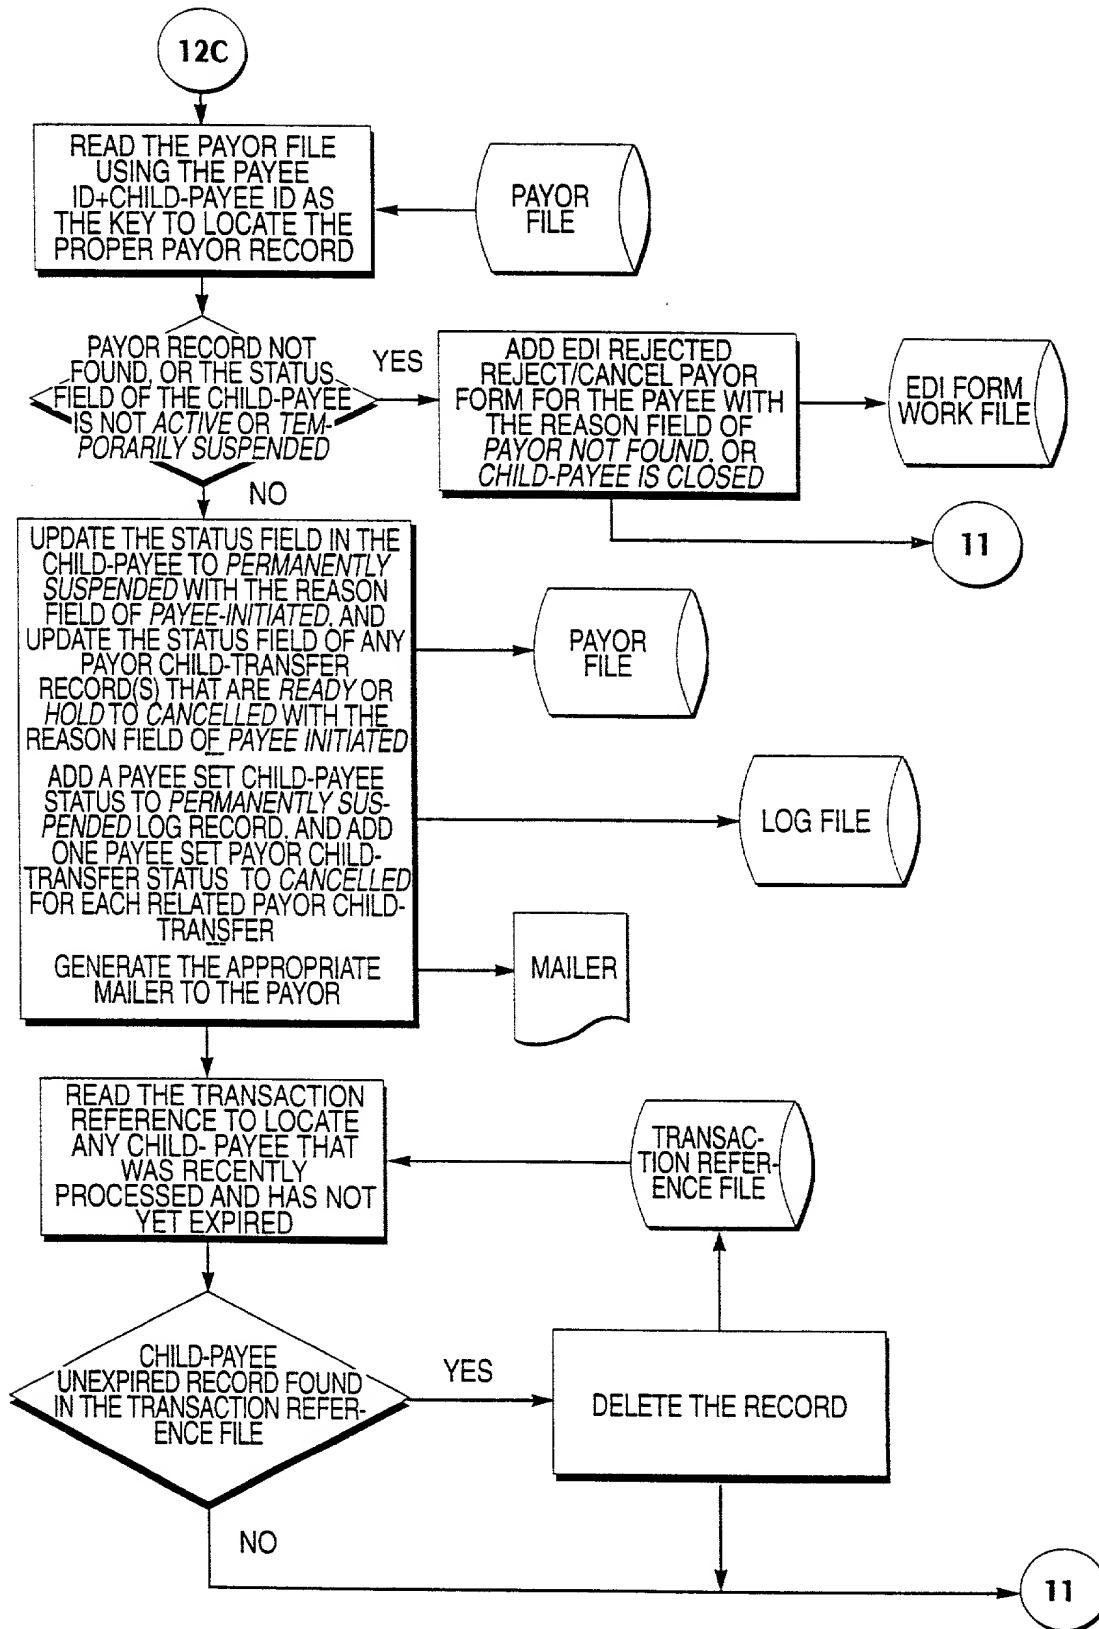 12C
READ THE PAYOR FILE
USING THE PAYEE
ID+CHILD-PAYEE ID AS
THE KEY TO LOCATE THE
PROPER PAYOR RECORD
PAYOR
FILE
PAYOR RECORD NOT
FOUND, OR THE STATUS
FIELD OF THE CHILD-PAYEE
IS NOT ACTIVE OR TEM-
PORARILY SUSPENDED
YES
ADD EDI REJECTED
REJECT/CANCEL PAYOR
FORM FOR THE PAYEE WITH
THE REASON FIELD OF
PAYOR NOT FOUND, OR
CHILD-PAYEE IS CLOSED
EDI FORM
WORK FILE
NO
11
UPDATE THE STATUS FIELD IN THE
CHILD-PAYEE TO PERMANENTLY
SUSPENDED WITH THE REASON
FIELD OF PAYEE-INITIATED, AND
UPDATE THE STATUS FIELD OF ANY
PAYOR CHILD-TRANSFER
RECORD(S) THAT ARE READY OR
HOLD TO CANCELLED WITH THE
REASON FIELD OF PAYEE INITIATED
PAYOR
FILE
ADD A PAYEE SET CHILD-PAYEE
STATUS TO PERMANENTLY SUS-
PENDED LOG RECORD, AND ADD
ONE PAYEE SET PAYOR CHILD-
TRANSFER STATUS TO CANCELLED
FOR EACH RELATED PAYOR CHILD-
TRANSFER
LOG FILE
GENERATE THE APPROPRIATE
MAILER TO THE PAYOR
MAILER
READ THE TRANSACTION
REFERENCE TO LOCATE
ANY CHILD- PAYEE THAT
WAS RECENTLY
PROCESSED AND HAS NOT
YET EXPIRED
TRANSAC-
TION REFER-
ENCE FILE
CHILD-PAYEE
UNEXPIRED RECORD FOUND
IN THE TRANSACTION REFER-
ENCE FILE
YES
DELETE THE RECORD
NO
11